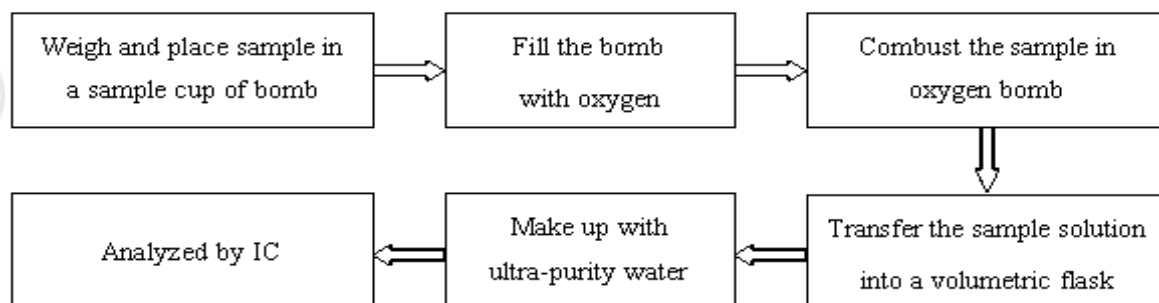 Weigh and place sample in
a sample cup of bomb
Fill the bomb
with oxygen
Combust the sample in
oxygen bomb
Transfer the sample solution
into a volumetric flask
Make up with
ultra-purity water
Analyzed by IC